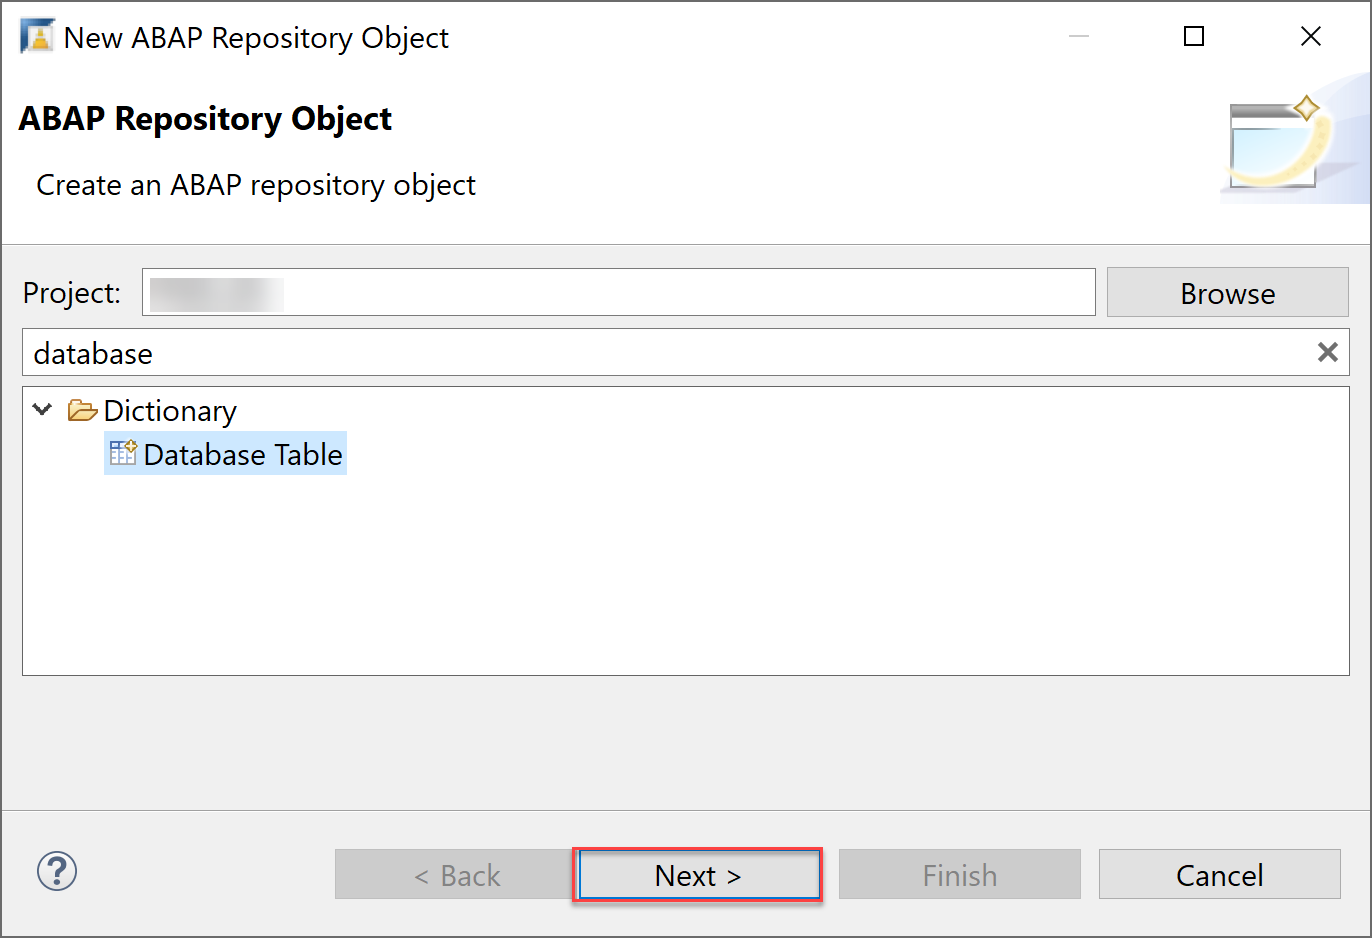 New ABAP Repository Object
ABAP Repository Object
Create an ABAP repository object
Project:
Browse
database
Dictionary
Database Table
< Back
Next >
Finish
Cancel